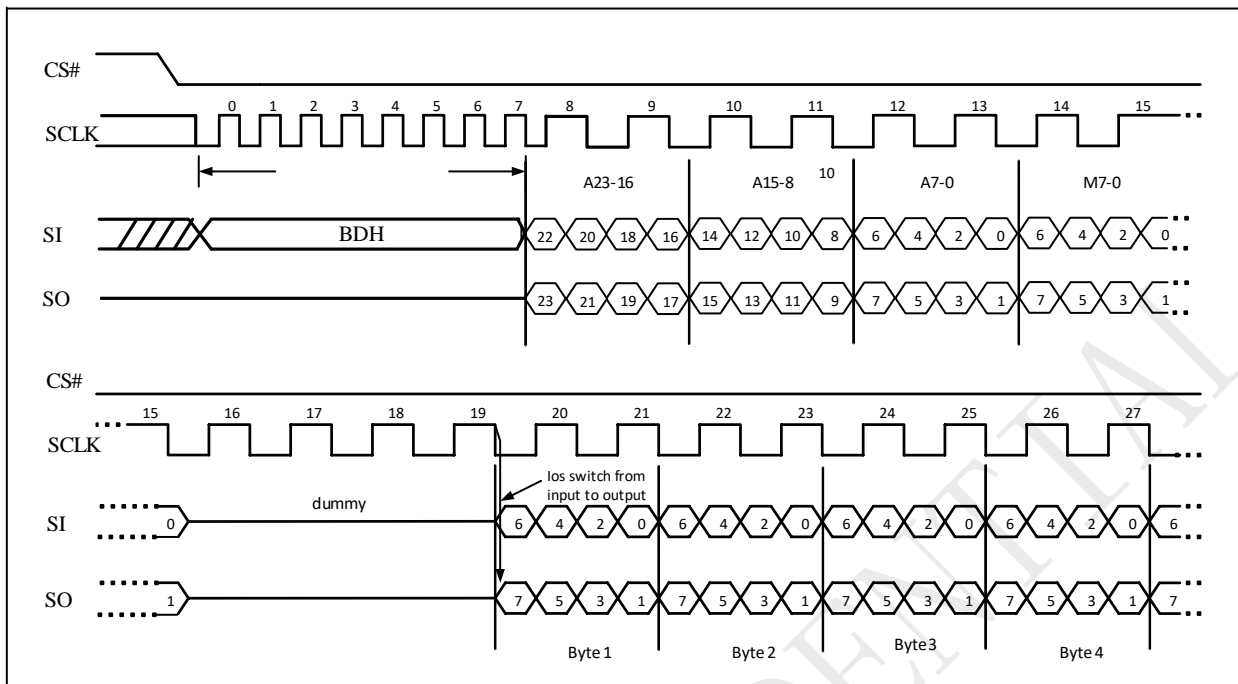 CS#
0 1 2 3 4 5 6 7 8 9 10 11 12 13 14 15
SCLK
A23-16 A15-8 10 A7-0 M7-0
SI BDH 22 20 18 16 14 12 10 8 6 4 2 0 6 4 2 0
SO 23 21 19 17 15 13 11 9 7 5 3 1 7 5 3 1
CS#
15 16 17 18 19 20 21 22 23 24 25 26 27
SCLK
Ios switch from
input to output
dummy
SI 0 6 4 2 0 6 4 2 0 6 4 2 0 6 4 2 0 6
SO 1 7 5 3 1 7 5 3 1 7 5 3 1 7 5 3 1 7
Byte 1 Byte 2 Byte 3 Byte 4